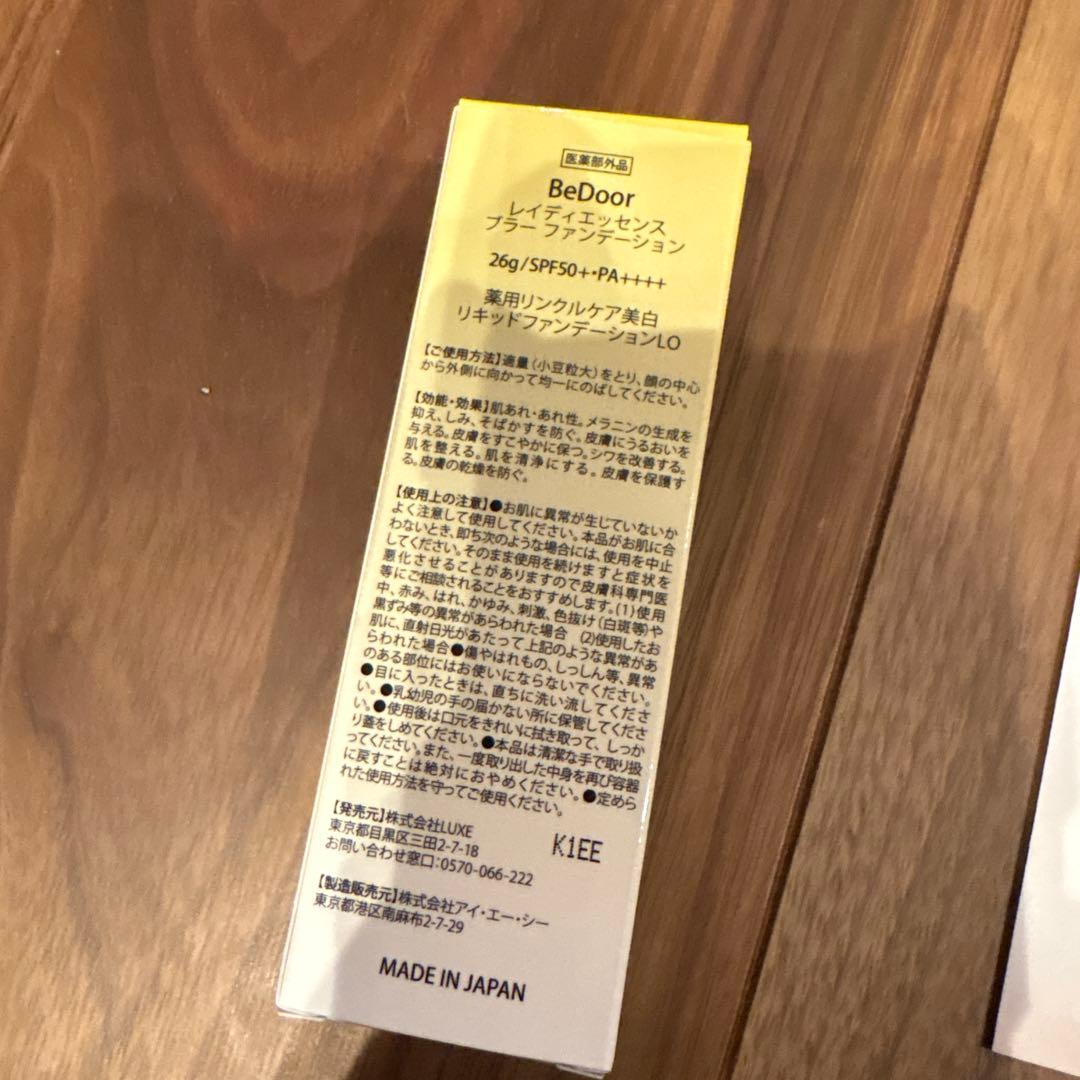 医薬部外品
BeDoor
レイディエッセンス
ブラー ファンデーション
26g/SPF50+・PA++++
薬用リンクルケア美白
リキッドファンデーションLO
【ご使用方法】適量(小豆粒大)をとり、顔の中心
から外側に向かって均一にのばしてください。
【効能・効果】肌あれ・あれ性。メラニンの生成を
抑え、しみ、そばかすを防ぐ。皮膚にうるおいを
与える。皮膚をすこやかに保つ。シワを改善する。
肌を整える。肌を清浄にする。皮膚を保護す
る。皮膚の乾燥を防ぐ。
【使用上の注意】●お肌に異常が生じていないか
よく注意して使用してください。本品がお肌に合
わないとき、即ち次のような場合には、使用を中止
してください。そのまま使用を続けますと症状を
悪化させることがありますので皮膚科専門医
等にご相談されることをおすすめします。(1)使用
中、赤み、はれ、かゆみ、刺激、色抜け(白斑等)や
黒ずみ等の異常があらわれた場合 (2)使用したお
肌に、直射日光があたって上記のような異常があ
らわれた場合●傷やはれもの、しっしん等、異常
のある部位にはお使いにならないでください。
●目に入ったときは、直ちに洗い流してくださ
い。●乳幼児の手の届かない所に保管してくださ
い。●使用後は口元をきれいに拭き取って、しっか
り蓋をしめてください。●本品は清潔な手で取り扱
ってください。また、一度取り出した中身を再び容器
に戻すことは絶対におやめください。●定めら
れた使用方法を守ってご使用ください。
【発売元】株式会社LUXE
東京都目黒区三田2-7-18
お問い合わせ窓口:0570-066-222
K1EE
【製造販売元】株式会社アイ・エー・シー
東京都港区南麻布2-7-29
MADE IN JAPAN